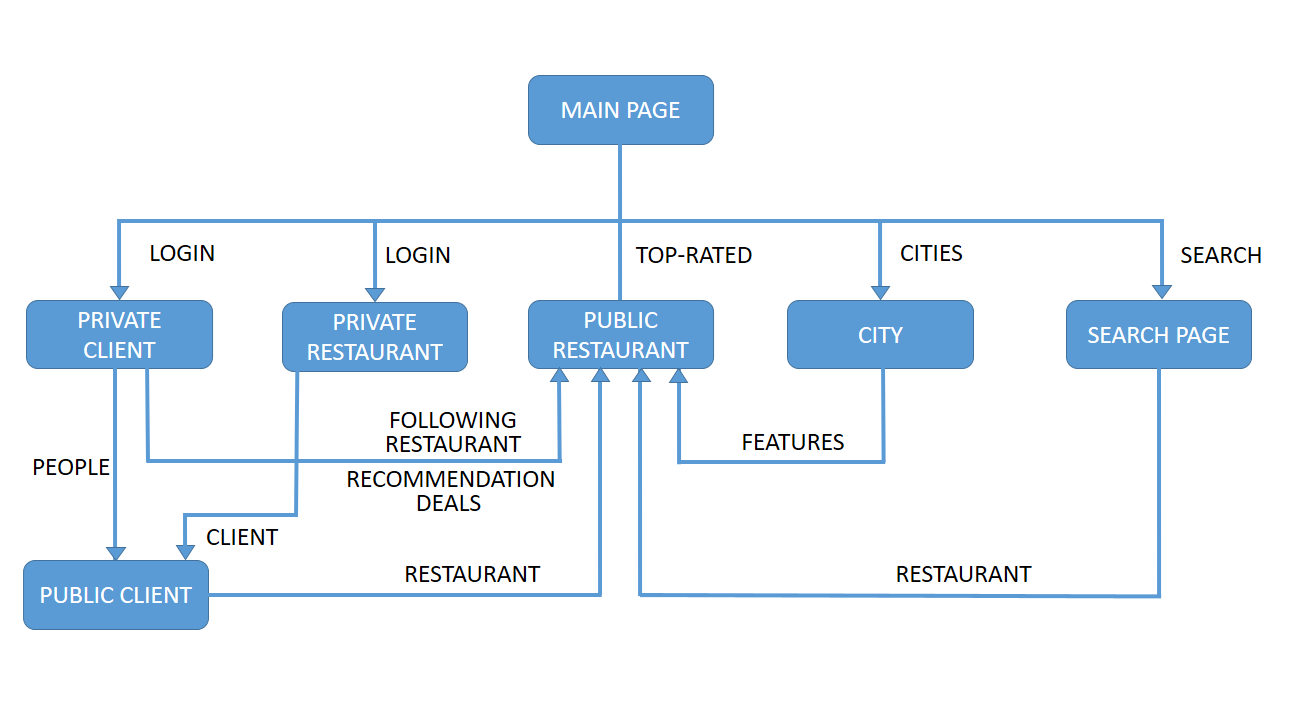 MAIN PAGE
LOGIN
LOGIN
TOP-RATED
CITIES
SEARCH
PRIVATE
CLIENT
PRIVATE
RESTAURANT
PUBLIC
RESTAURANT
CITY
SEARCH PAGE
FOLLOWING
RESTAURANT
FEATURES
PEOPLE
RECOMMENDATION
DEALS
CLIENT
RESTAURANT
RESTAURANT
PUBLIC CLIENT